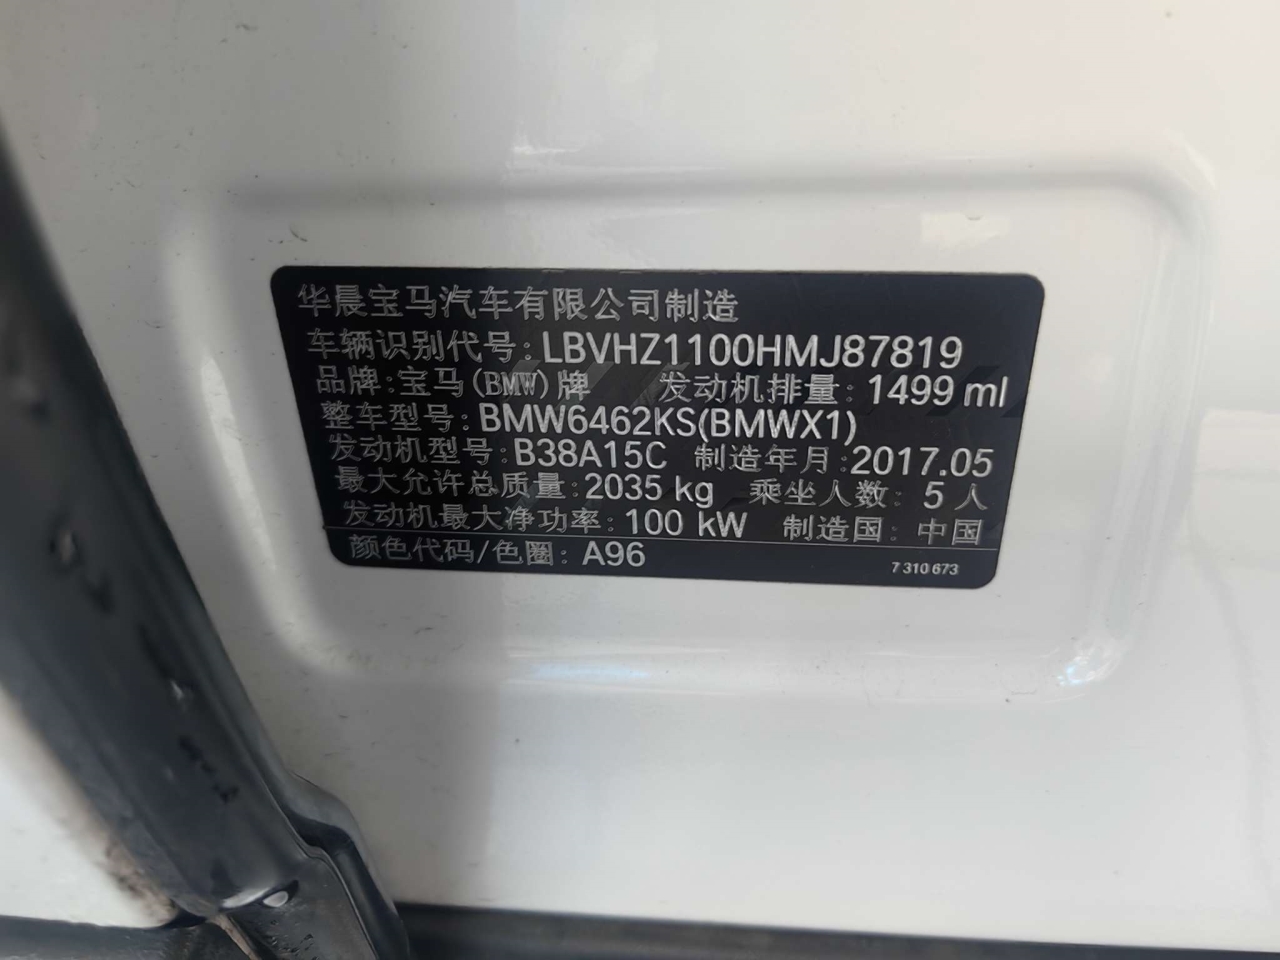 华晨宝马汽车有限公司制造
车辆识别代号: LBVHZ1100HMJ87819
品牌:宝马(BMW)牌 发动机排量: 1499 ml
整车型号: BMW6462KS(BMWX1)
发动机型号: B38A15C 制造年月:2017.05
最大允许总质量: 2035 kg 乘坐人数: 5 人
发动机最大净功率: 100 kW 制造国: 中国
颜色代码/色圈: A96 7 310 673